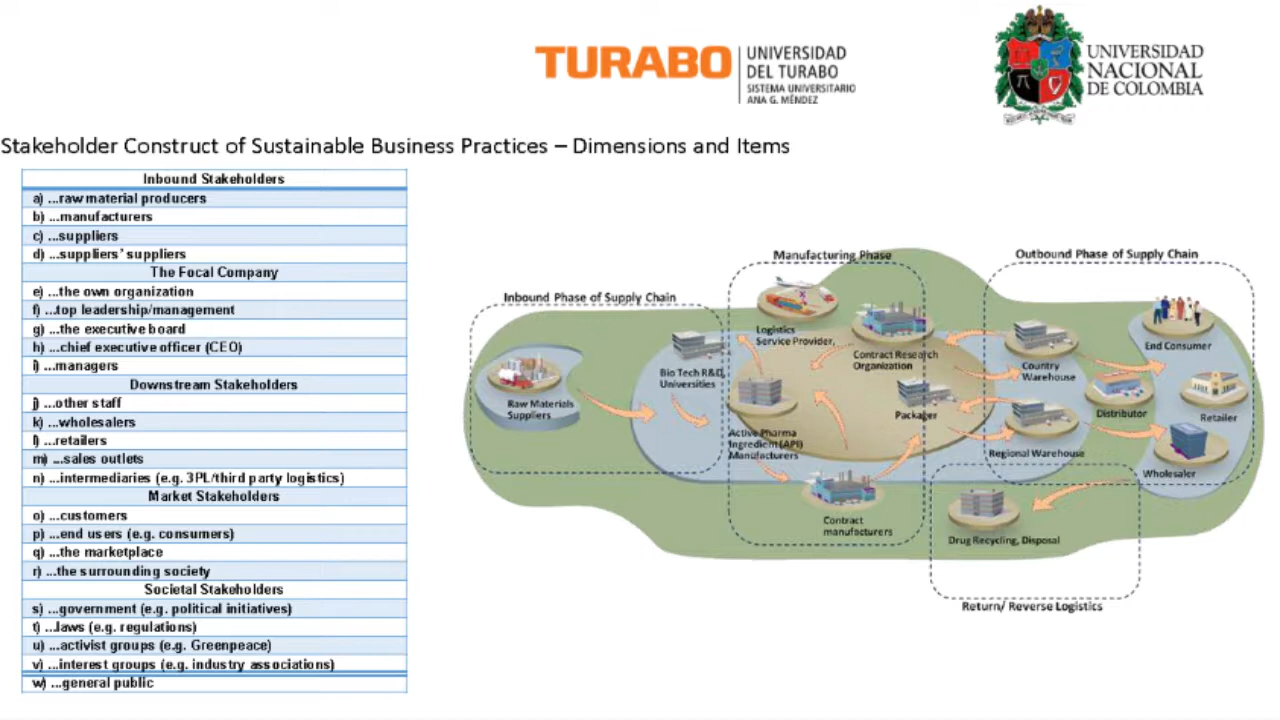 TURABO
UNIVERSIDAD
DEL TURABO
SISTEMA UNIVERSITARIO
ANA G. MÉNDEZ
UNIVERSIDAD
NACIONAL
DE COLOMBIA
Stakeholder Construct of Sustainable Business Practices – Dimensions and Items
Inbound Stakeholders
a) ...raw material producers
b) ...manufacturers
c) ...suppliers
d) ...suppliers' suppliers
The Focal Company
e) ...the own organization
f) ...top leadership/management
g) ...the executive board
h) ...chief executive officer (CEO)
i) ...managers
Downstream Stakeholders
j) ...other staff
k) ...wholesalers
l) ...retailers
m) ...sales outlets
n) ...intermediaries (e.g. 3PL/third party logistics)
Market Stakeholders
o) ...customers
p) ...end users (e.g. consumers)
q) ...the marketplace
r) ...the surrounding society
Societal Stakeholders
s) ...government (e.g. political initiatives)
t) ...laws (e.g. regulations)
u) ...activist groups (e.g. Greenpeace)
v) ...interest groups (e.g. industry associations)
w) ...general public
Inbound Phase of Supply Chain
Manufacturing Phase
Outbound Phase of Supply Chain
Raw Materials
Suppliers
Bio Tech R&D,
Universities
Logistics
Service Provider,
Contract Research
Organization
Active Pharma
Ingredient (API)
Manufacturers
Packager
Contract
manufacturers
Country
Warehouse
Regional Warehouse
Distributor
End Consumer
Retailer
Wholesaler
Drug Recycling, Disposal
Return/ Reverse Logistics